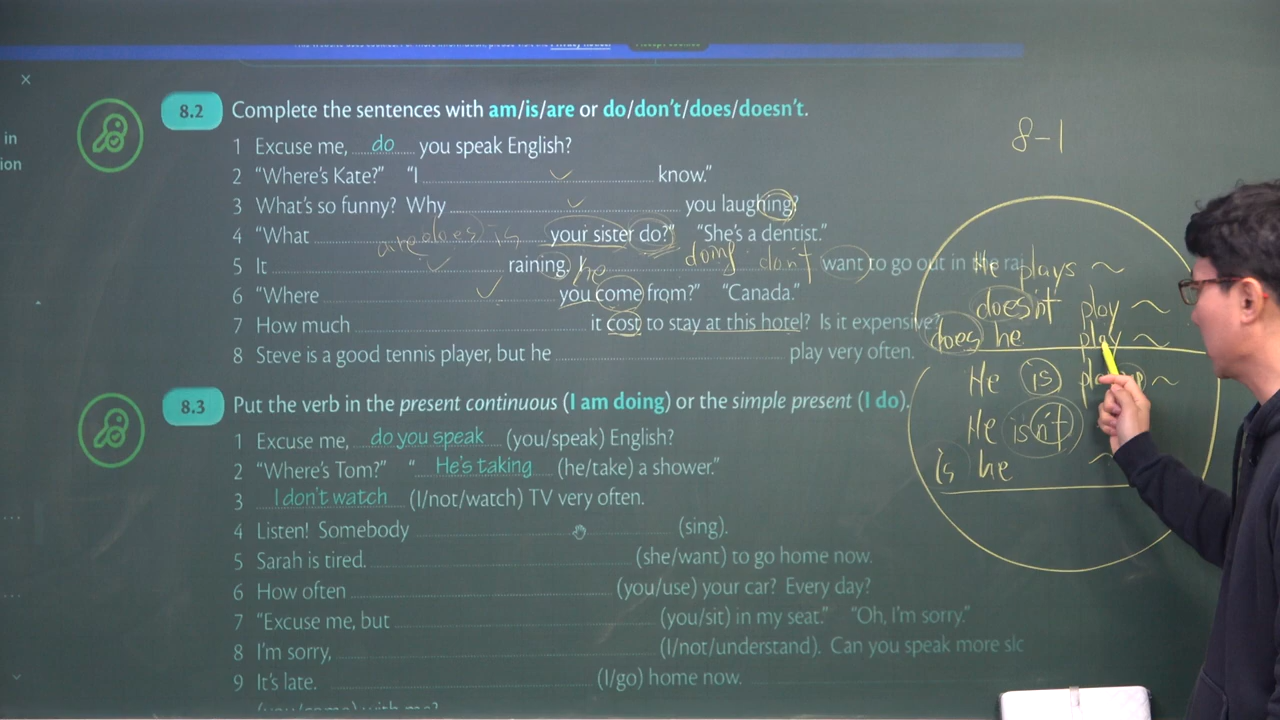 Privacy Notice
Accept cookies
in
ion
8.2 Complete the sentences with am/is/are or do/don't/does/doesn't.
1 Excuse me, do you speak English?
2 “Where's Kate?” “I know.”
3 What's so funny? Why you laughing?
4 “What are does is your sister do?” “She's a dentist.”
5 It raining. I he doing don't want to go out in the rai
6 “Where you come from?” “Canada.”
7 How much it cost to stay at this hotel? Is it expensive?
8 Steve is a good tennis player, but he play very often.
8.3 Put the verb in the present continuous (I am doing) or the simple present (I do).
1 Excuse me, do you speak (you/speak) English?
2 “Where's Tom?” “ He's taking (he/take) a shower.”
3 I don't watch (I/not/watch) TV very often.
4 Listen! Somebody (sing).
5 Sarah is tired. (she/want) to go home now.
6 How often (you/use) your car? Every day?
7 “Excuse me, but (you/sit) in my seat.” “Oh, I'm sorry.”
8 I'm sorry, (I/not/understand). Can you speak more slo
9 It's late. (I/go) home now.
8-1
He plays ~
doesn't play ~
does he play ~
He is ~
He isn't
is he ~